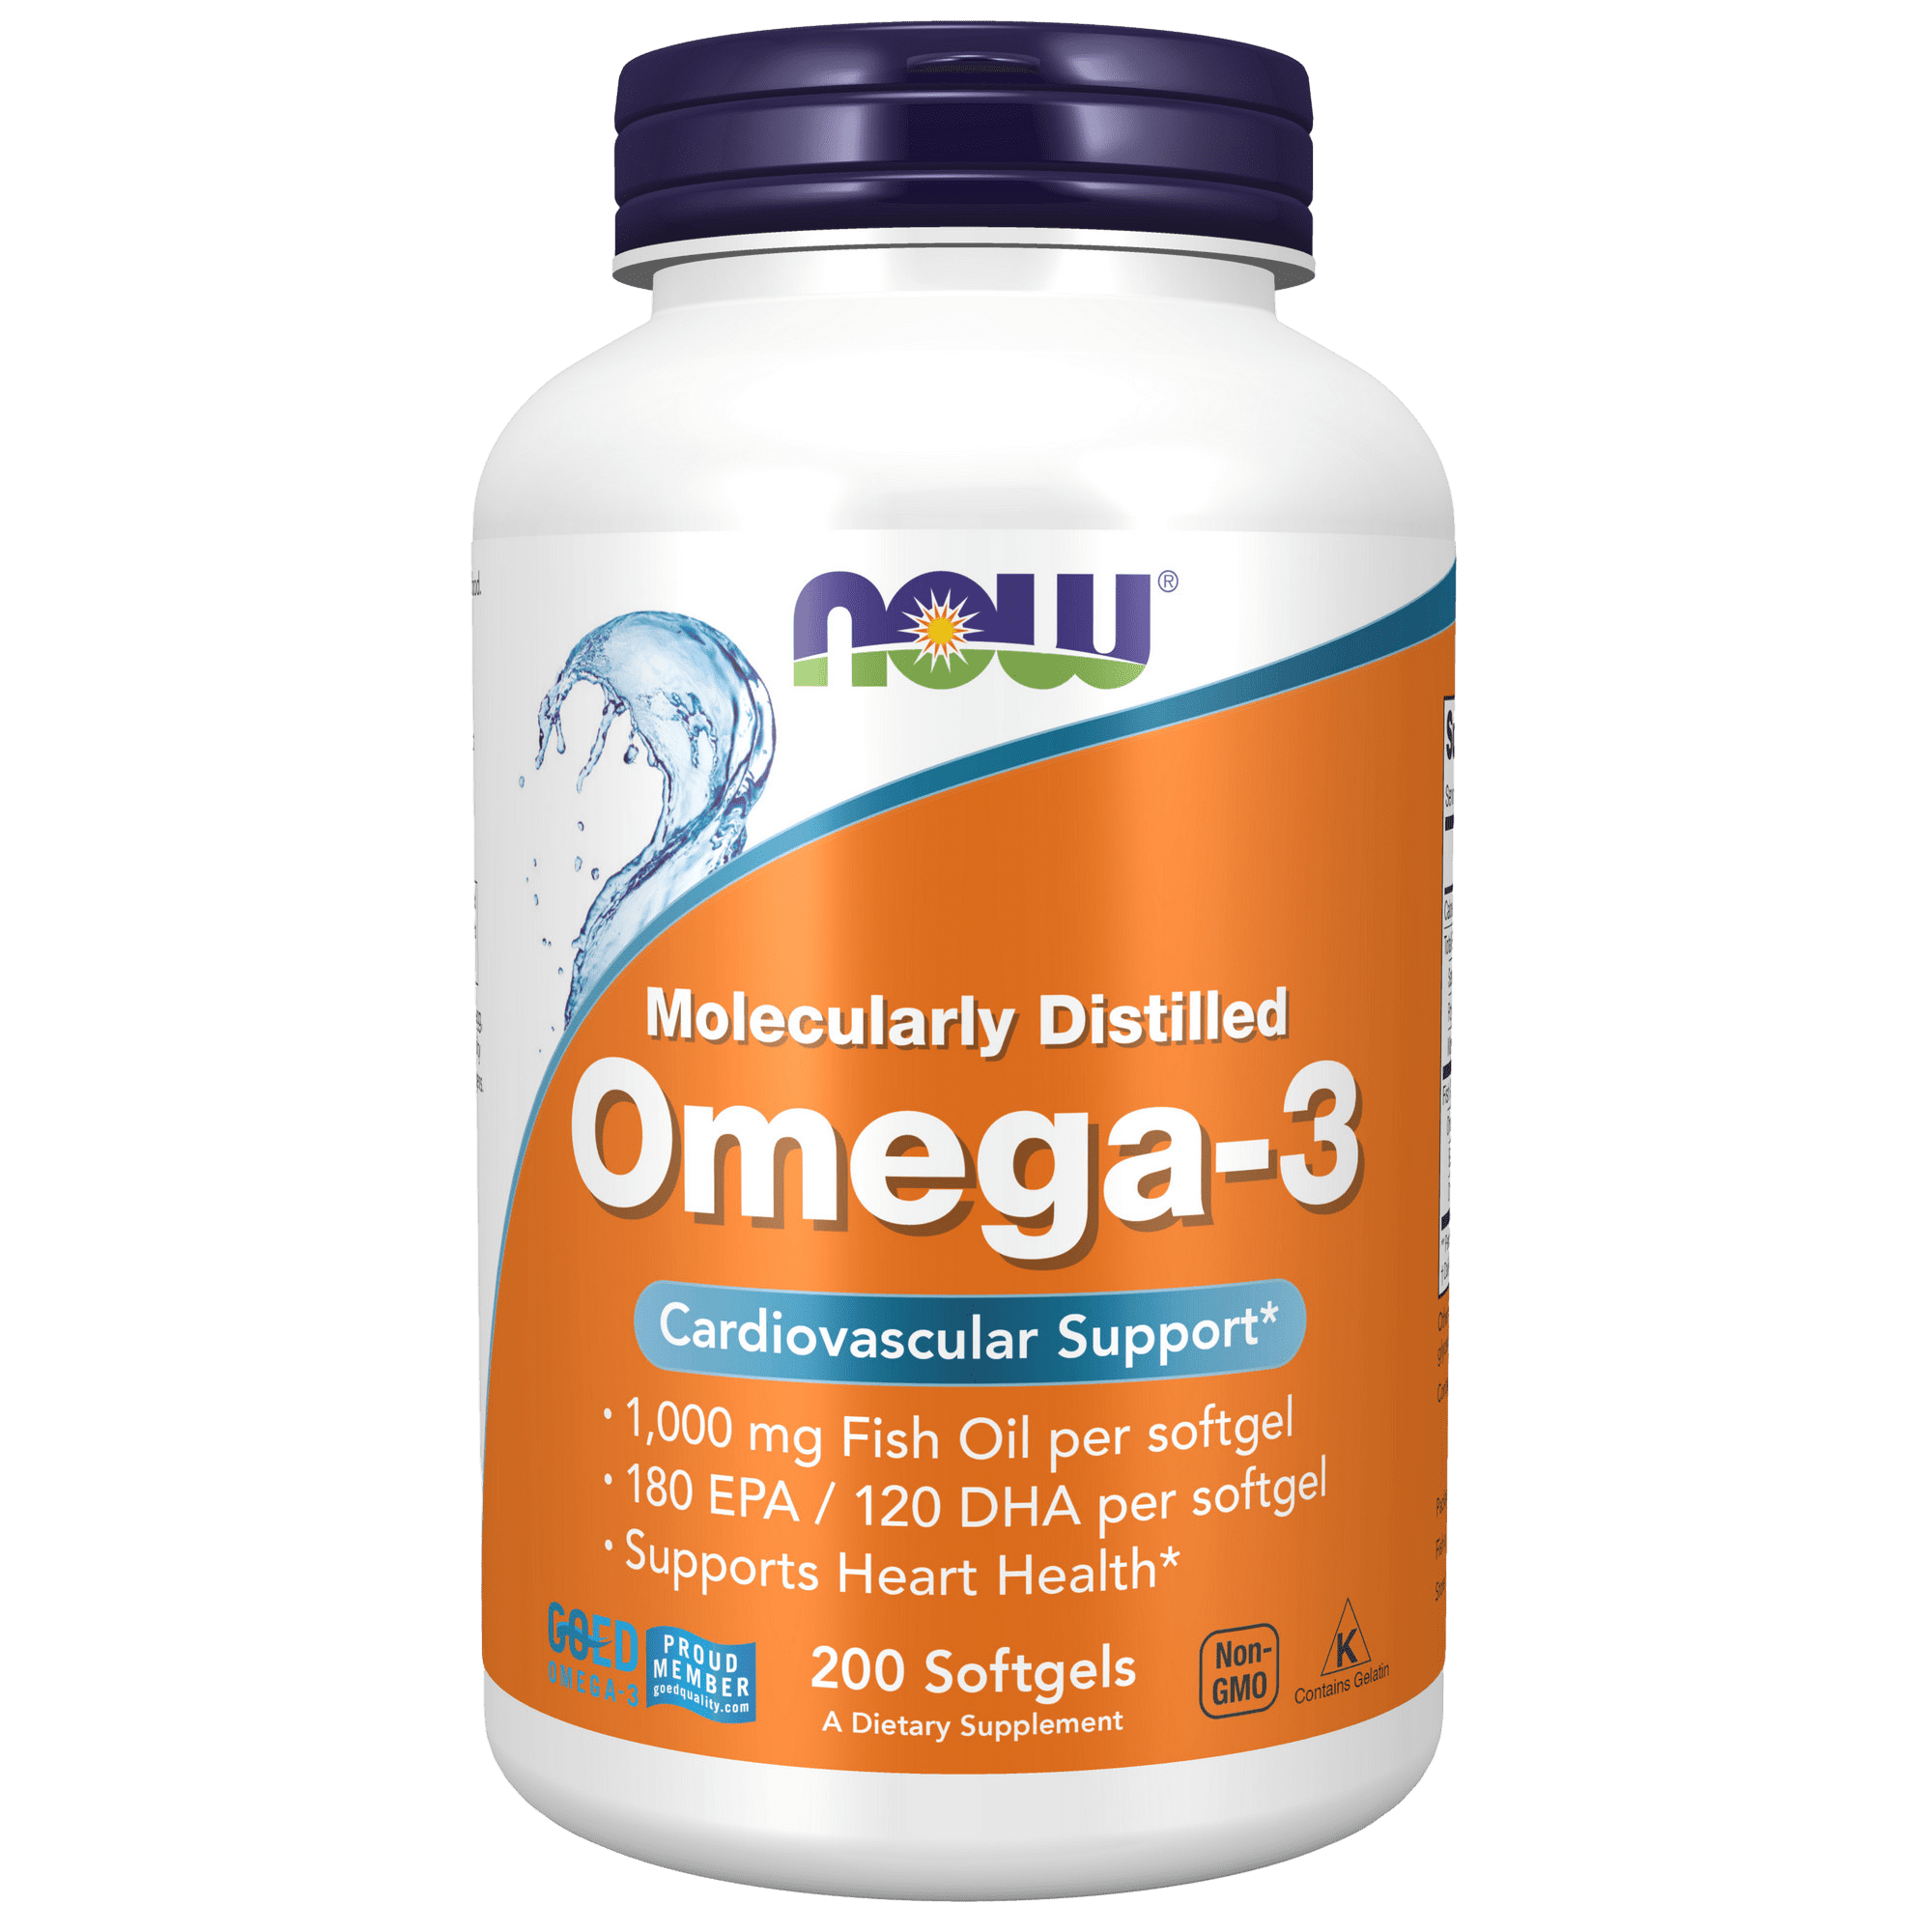 now®
Molecularly Distilled
Omega-3
Cardiovascular Support*
• 1,000 mg Fish Oil per softgel
• 180 EPA / 120 DHA per softgel
• Supports Heart Health*
GOED
OMEGA-3
PROUD
MEMBER
goedquality.com
200 Softgels
A Dietary Supplement
Non-
GMO
K
Contains Gelatin